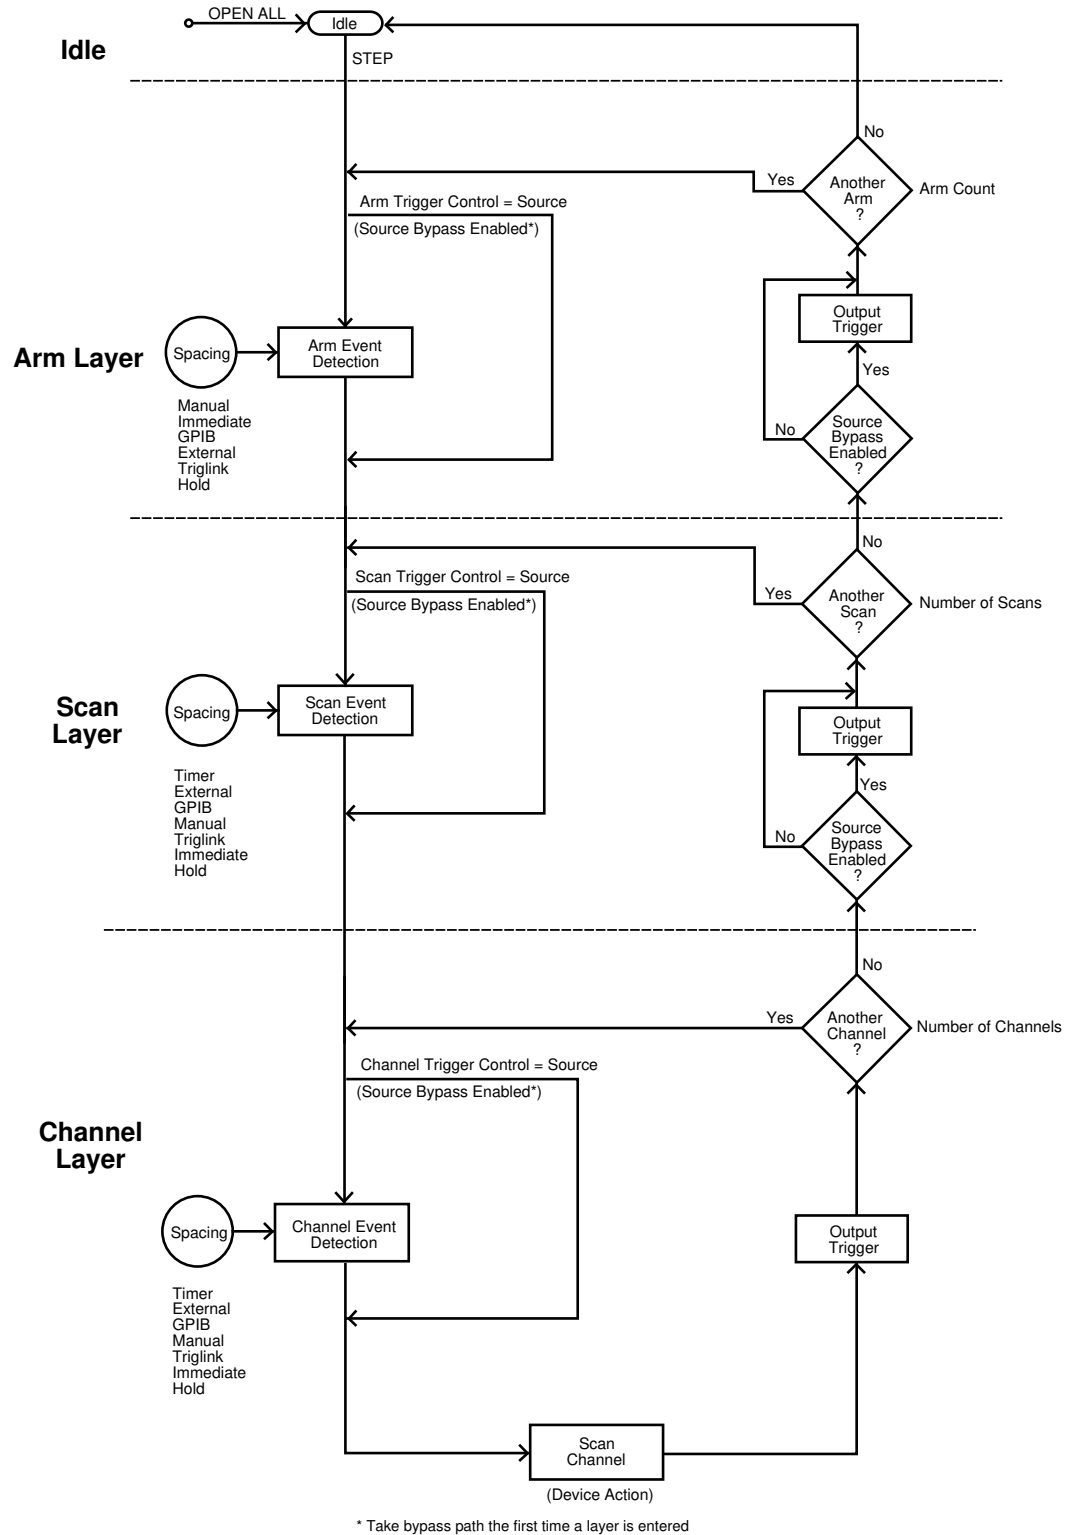 OPEN ALL
Idle
Idle
STEP
No
Yes
Another
Arm
?
Arm Count
Arm Trigger Control = Source
(Source Bypass Enabled*)
Output
Trigger
Arm Layer
Spacing
Arm Event
Detection
Yes
Manual
Immediate
GPIB
External
Triglink
Hold
No
Source
Bypass
Enabled
?
No
Scan Trigger Control = Source
(Source Bypass Enabled*)
Yes
Another
Scan
?
Number of Scans
Scan
Layer
Spacing
Scan Event
Detection
Output
Trigger
Yes
Timer
External
GPIB
Manual
Triglink
Immediate
Hold
No
Source
Bypass
Enabled
?
No
Yes
Another
Channel
?
Number of Channels
Channel Trigger Control = Source
(Source Bypass Enabled*)
Channel
Layer
Spacing
Channel Event
Detection
Output
Trigger
Timer
External
GPIB
Manual
Triglink
Immediate
Hold
Scan
Channel
(Device Action)
* Take bypass path the first time a layer is entered